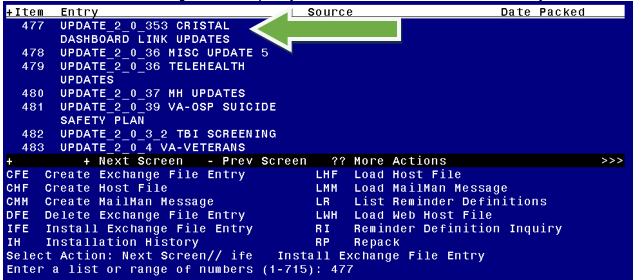 +Item Entry Source Date Packed
477 UPDATE_2_0_353 CRISTAL
DASHBOARD LINK UPDATES
478 UPDATE_2_0_36 MISC UPDATE 5
479 UPDATE_2_0_36 TELEHEALTH
UPDATES
480 UPDATE_2_0_37 MH UPDATES
481 UPDATE_2_0_39 VA-OSP SUICIDE
SAFETY PLAN
482 UPDATE_2_0_3_2 TBI SCREENING
483 UPDATE_2_0_4 VA-VETERANS
+ + Next Screen - Prev Screen ?? More Actions >>>
CFE Create Exchange File Entry LHF Load Host File
CHF Create Host File LMM Load MailMan Message
CMM Create MailMan Message LR List Reminder Definitions
DFE Delete Exchange File Entry LWH Load Web Host File
IFE Install Exchange File Entry RI Reminder Definition Inquiry
IH Installation History RP Repack
Select Action: Next Screen// ife Install Exchange File Entry
Enter a list or range of numbers (1-715): 477